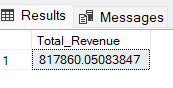 Results Messages
Total_Revenue
1 817860.05083847